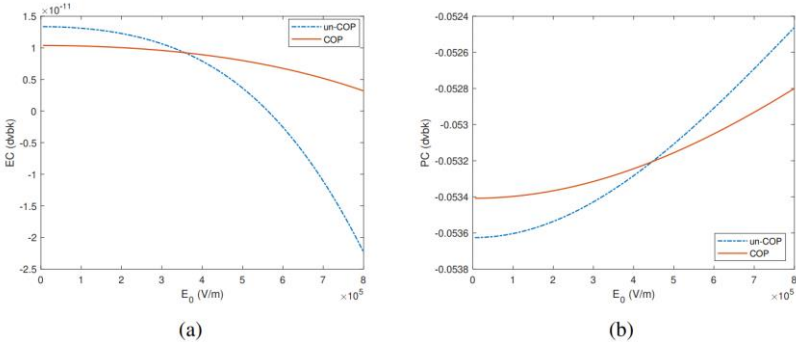 ×10⁻¹¹
1.5
1
0.5
0
-0.5
-1
-1.5
-2
-2.5
EC (dvbk)
un-COP
COP
0 1 2 3 4 5 6 7 8
E₀ (V/m) ×10⁵
(a)
-0.0524
-0.0526
-0.0528
-0.053
-0.0532
-0.0534
-0.0536
-0.0538
PC (dvbk)
un-COP
COP
0 1 2 3 4 5 6 7 8
E₀ (V/m) ×10⁵
(b)